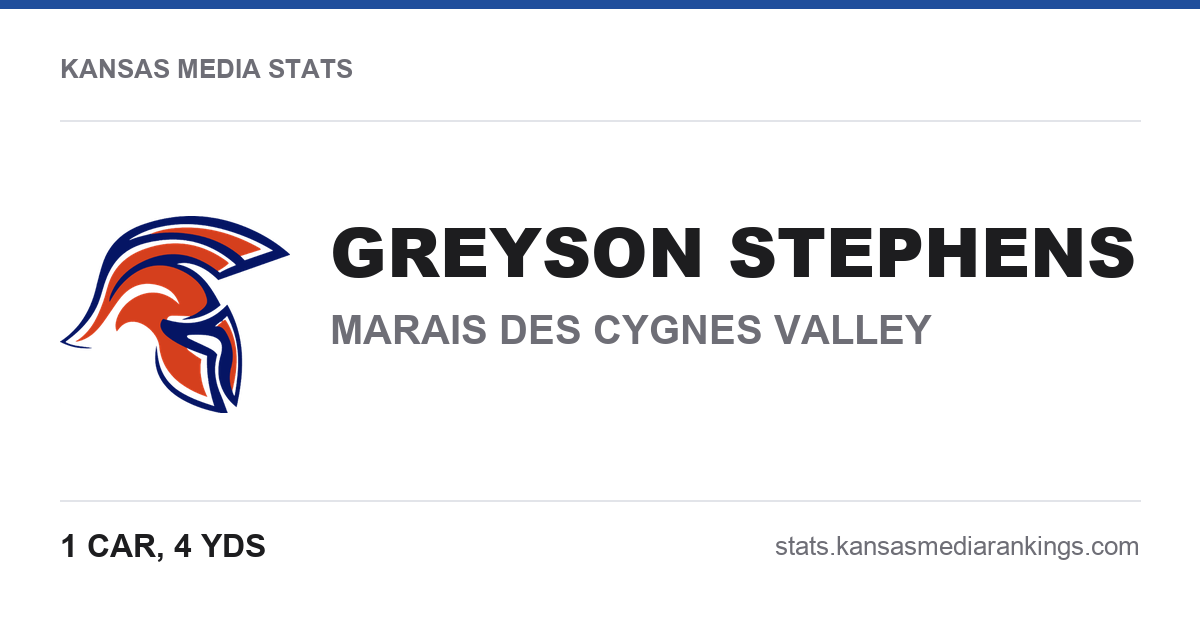 KANSAS MEDIA STATS
GREYSON STEPHENS
MARAIS DES CYGNES VALLEY
1 CAR, 4 YDS
stats.kansasmediarankings.com